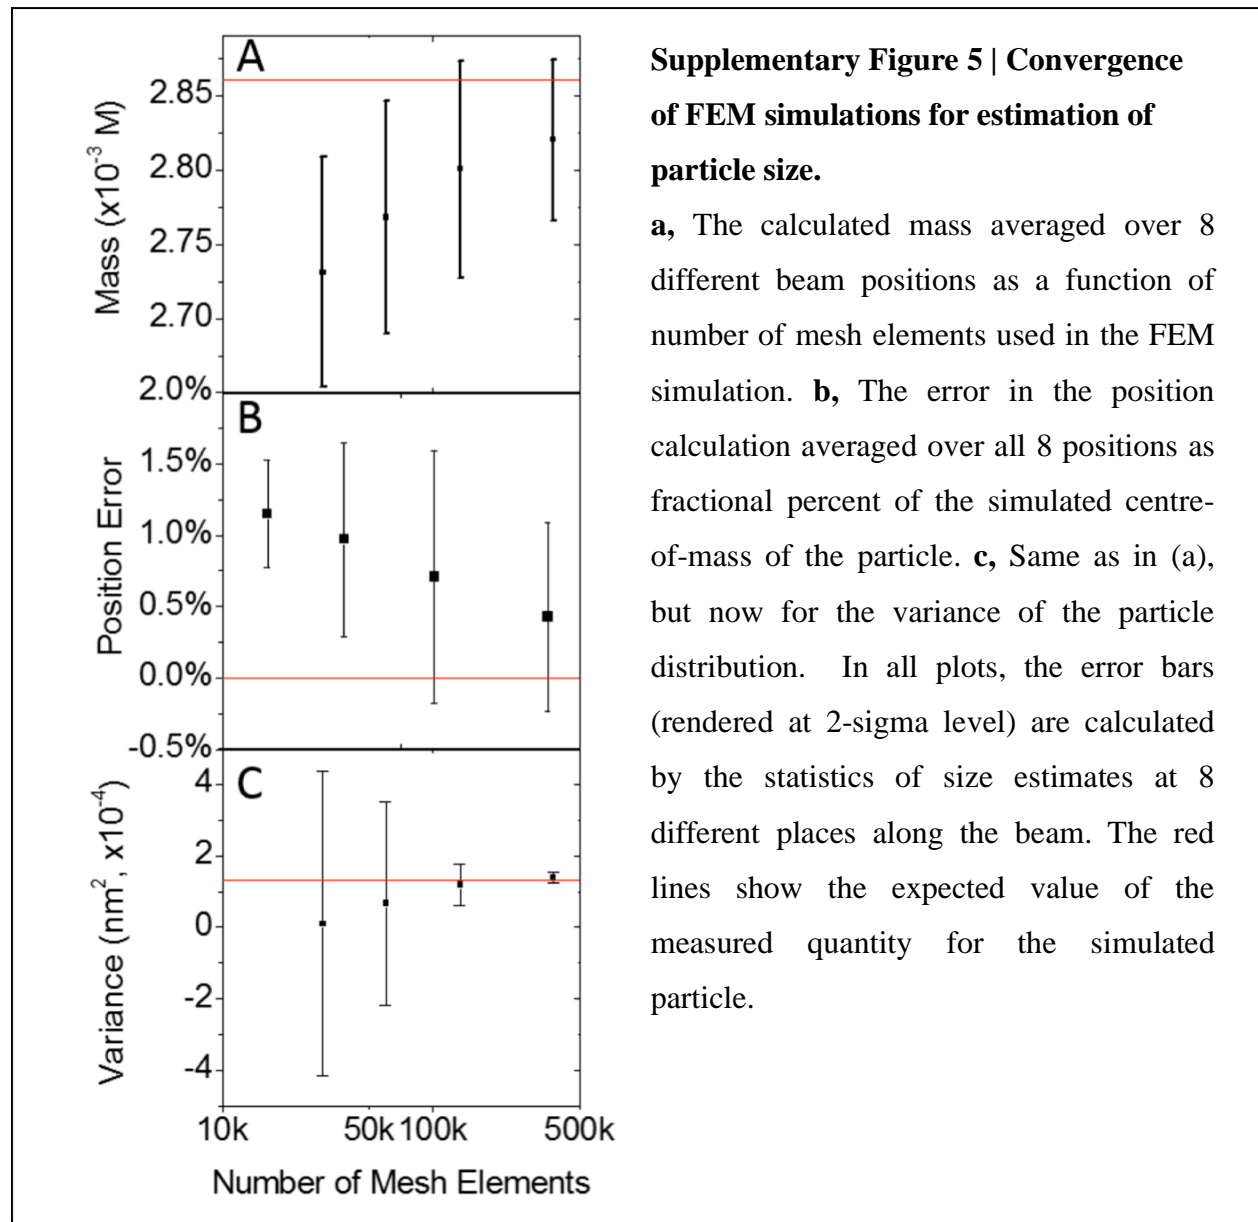 A
Mass (x10⁻³ M)
2.85
2.80
2.75
2.70
2.0%
B
Position Error
1.5%
1.0%
0.5%
0.0%
-0.5%
C
Variance (nm², x10⁻⁴)
4
2
0
-2
-4
10k 50k 100k 500k
Number of Mesh Elements
Supplementary Figure 5 | Convergence
of FEM simulations for estimation of
particle size.
a, The calculated mass averaged over 8
different beam positions as a function of
number of mesh elements used in the FEM
simulation. b, The error in the position
calculation averaged over all 8 positions as
fractional percent of the simulated centre-
of-mass of the particle. c, Same as in (a),
but now for the variance of the particle
distribution. In all plots, the error bars
(rendered at 2-sigma level) are calculated
by the statistics of size estimates at 8
different places along the beam. The red
lines show the expected value of the
measured quantity for the simulated
particle.